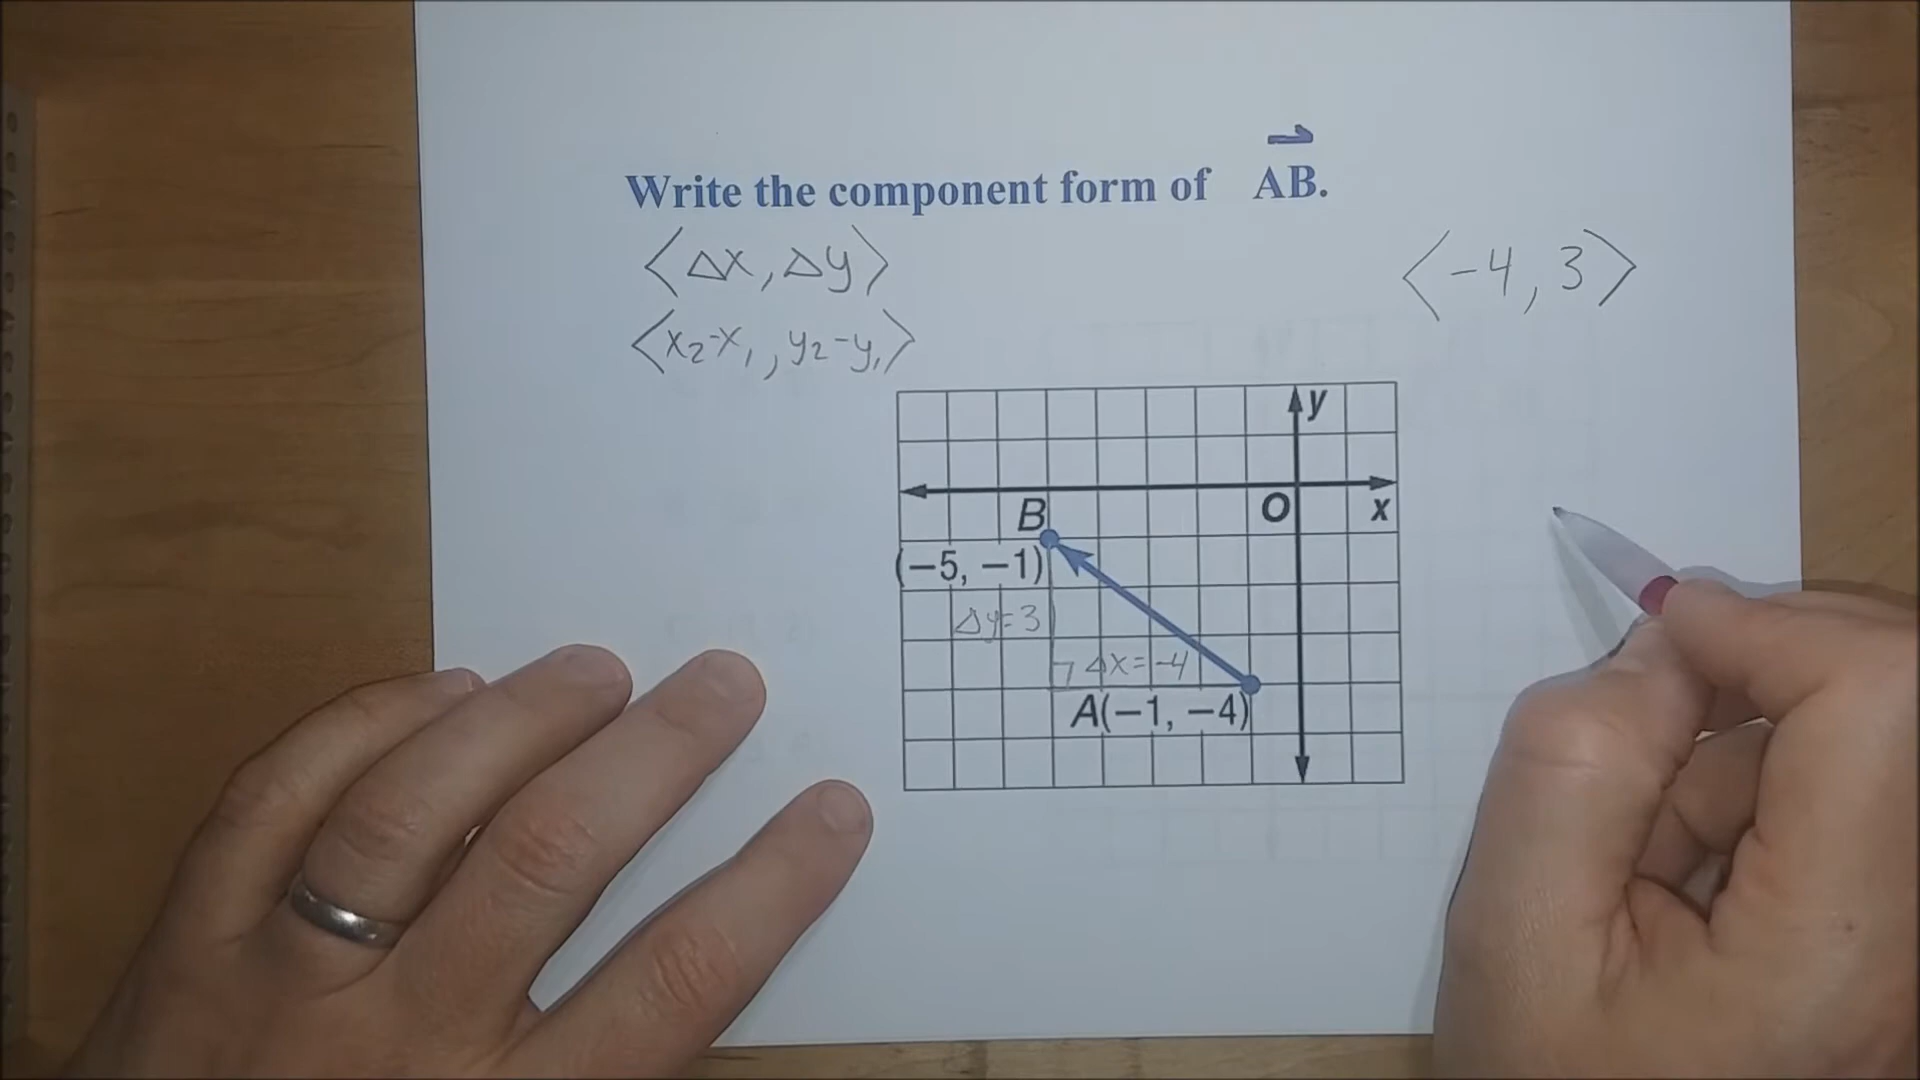 Write the component form of AB.
⟨Δx, Δy⟩
⟨-4, 3⟩
⟨x₂-x₁, y₂-y₁⟩
y
B
O
x
(−5, −1)
Δy=3
Δx=-4
A(−1, −4)